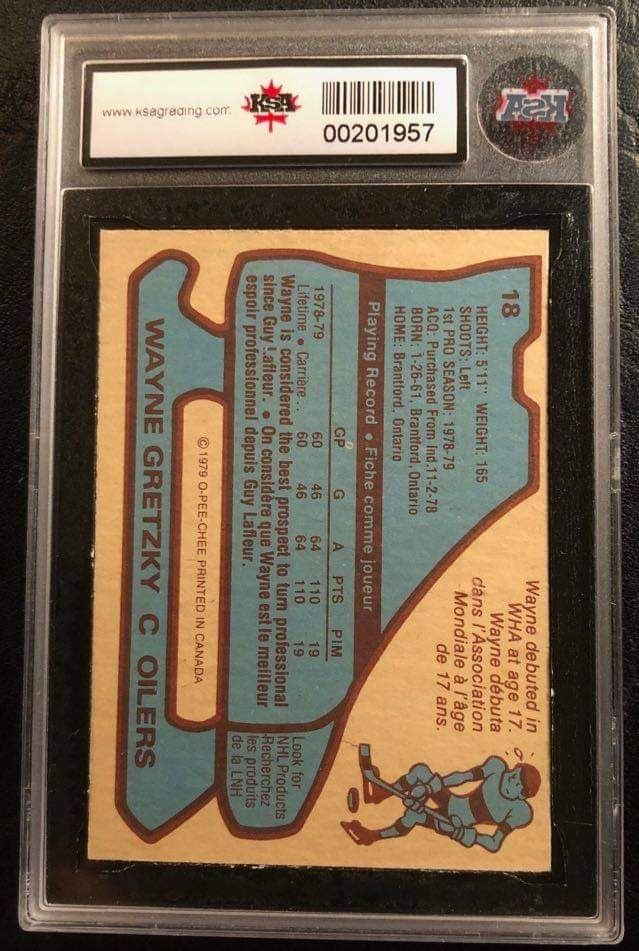 www.ksagrading.com
KSA
00201957
KSA
18
HEIGHT: 5'11" WEIGHT: 165
SHOOTS: Left
1st PRO SEASON: 1978-79
ACQ: Purchased From Ind. 11-2-78
BORN: 1-26-61, Brantford, Ontario
HOME: Brantford, Ontario
Wayne debuted in
WHA at age 17.
Wayne débuta
dans l'Association
Mondiale à l'âge
de 17 ans.
Playing Record • Fiche comme joueur
GP G A PTS PIM
1978-79 60 46 64 110 19
Lifetime • Carrière .. 60 46 64 110 19
Wayne is considered the best prospect to turn professional
since Guy Lafleur. • On considère que Wayne est le meilleur
espoir professionnel depuis Guy Lafleur.
Look for
NHL Products
Recherchez
les produits
de la LNH
© 1979 O-PEE-CHEE PRINTED IN CANADA
WAYNE GRETZKY C OILERS